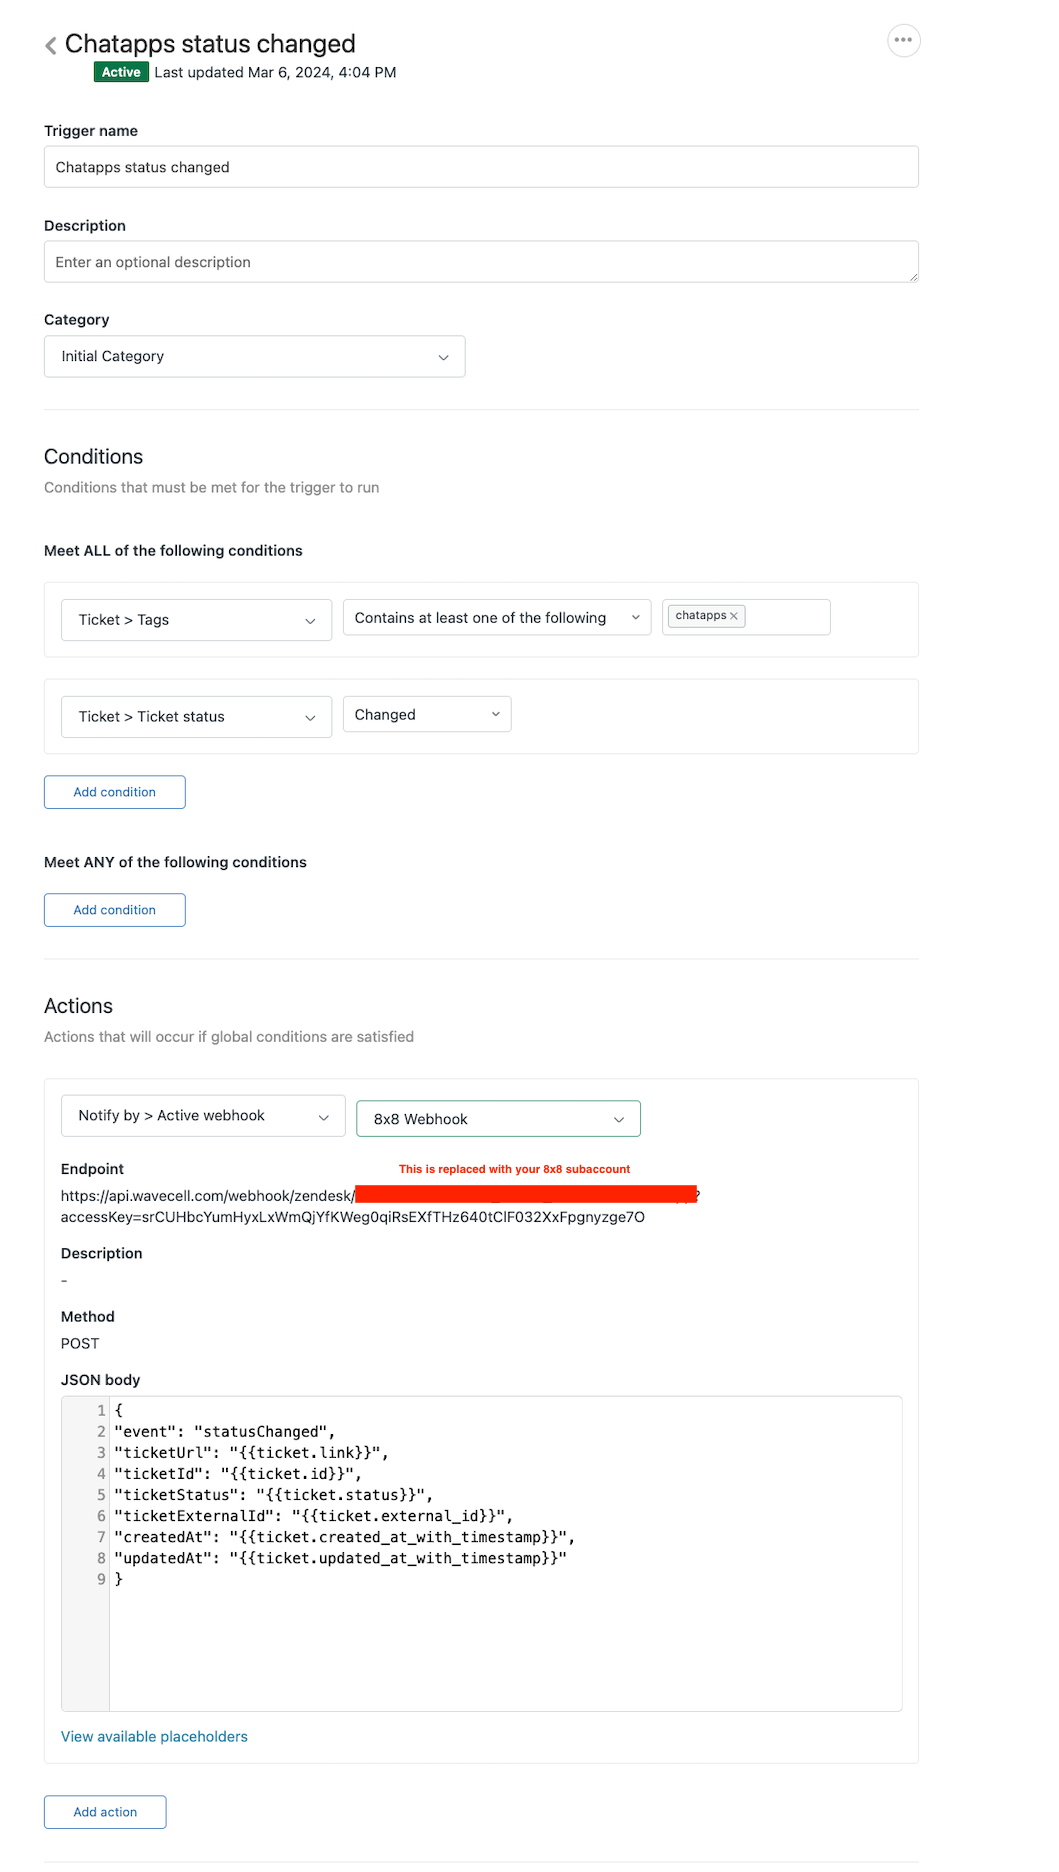 Chatapps status changed
Active Last updated Mar 6, 2024, 4:04 PM
Trigger name
Chatapps status changed
Description
Enter an optional description
Category
Initial Category
Conditions
Conditions that must be met for the trigger to run
Meet ALL of the following conditions
Ticket > Tags Contains at least one of the following chatapps ×
Ticket > Ticket status Changed
Add condition
Meet ANY of the following conditions
Add condition
Actions
Actions that will occur if global conditions are satisfied
Notify by > Active webhook 8x8 Webhook
Endpoint This is replaced with your 8x8 subaccount
https://api.wavecell.com/webhook/zendesk/ ?
accessKey=srCUHbcYumHyxLxWmQjYfKWeg0qiRsEXfTHz640tClF032XxFpgnyzge7O
Description
-
Method
POST
JSON body
1 {
2 "event": "statusChanged",
3 "ticketUrl": "{{ticket.link}}",
4 "ticketId": "{{ticket.id}}",
5 "ticketStatus": "{{ticket.status}}",
6 "ticketExternalId": "{{ticket.external_id}}",
7 "createdAt": "{{ticket.created_at_with_timestamp}}",
8 "updatedAt": "{{ticket.updated_at_with_timestamp}}"
9 }
View available placeholders
Add action